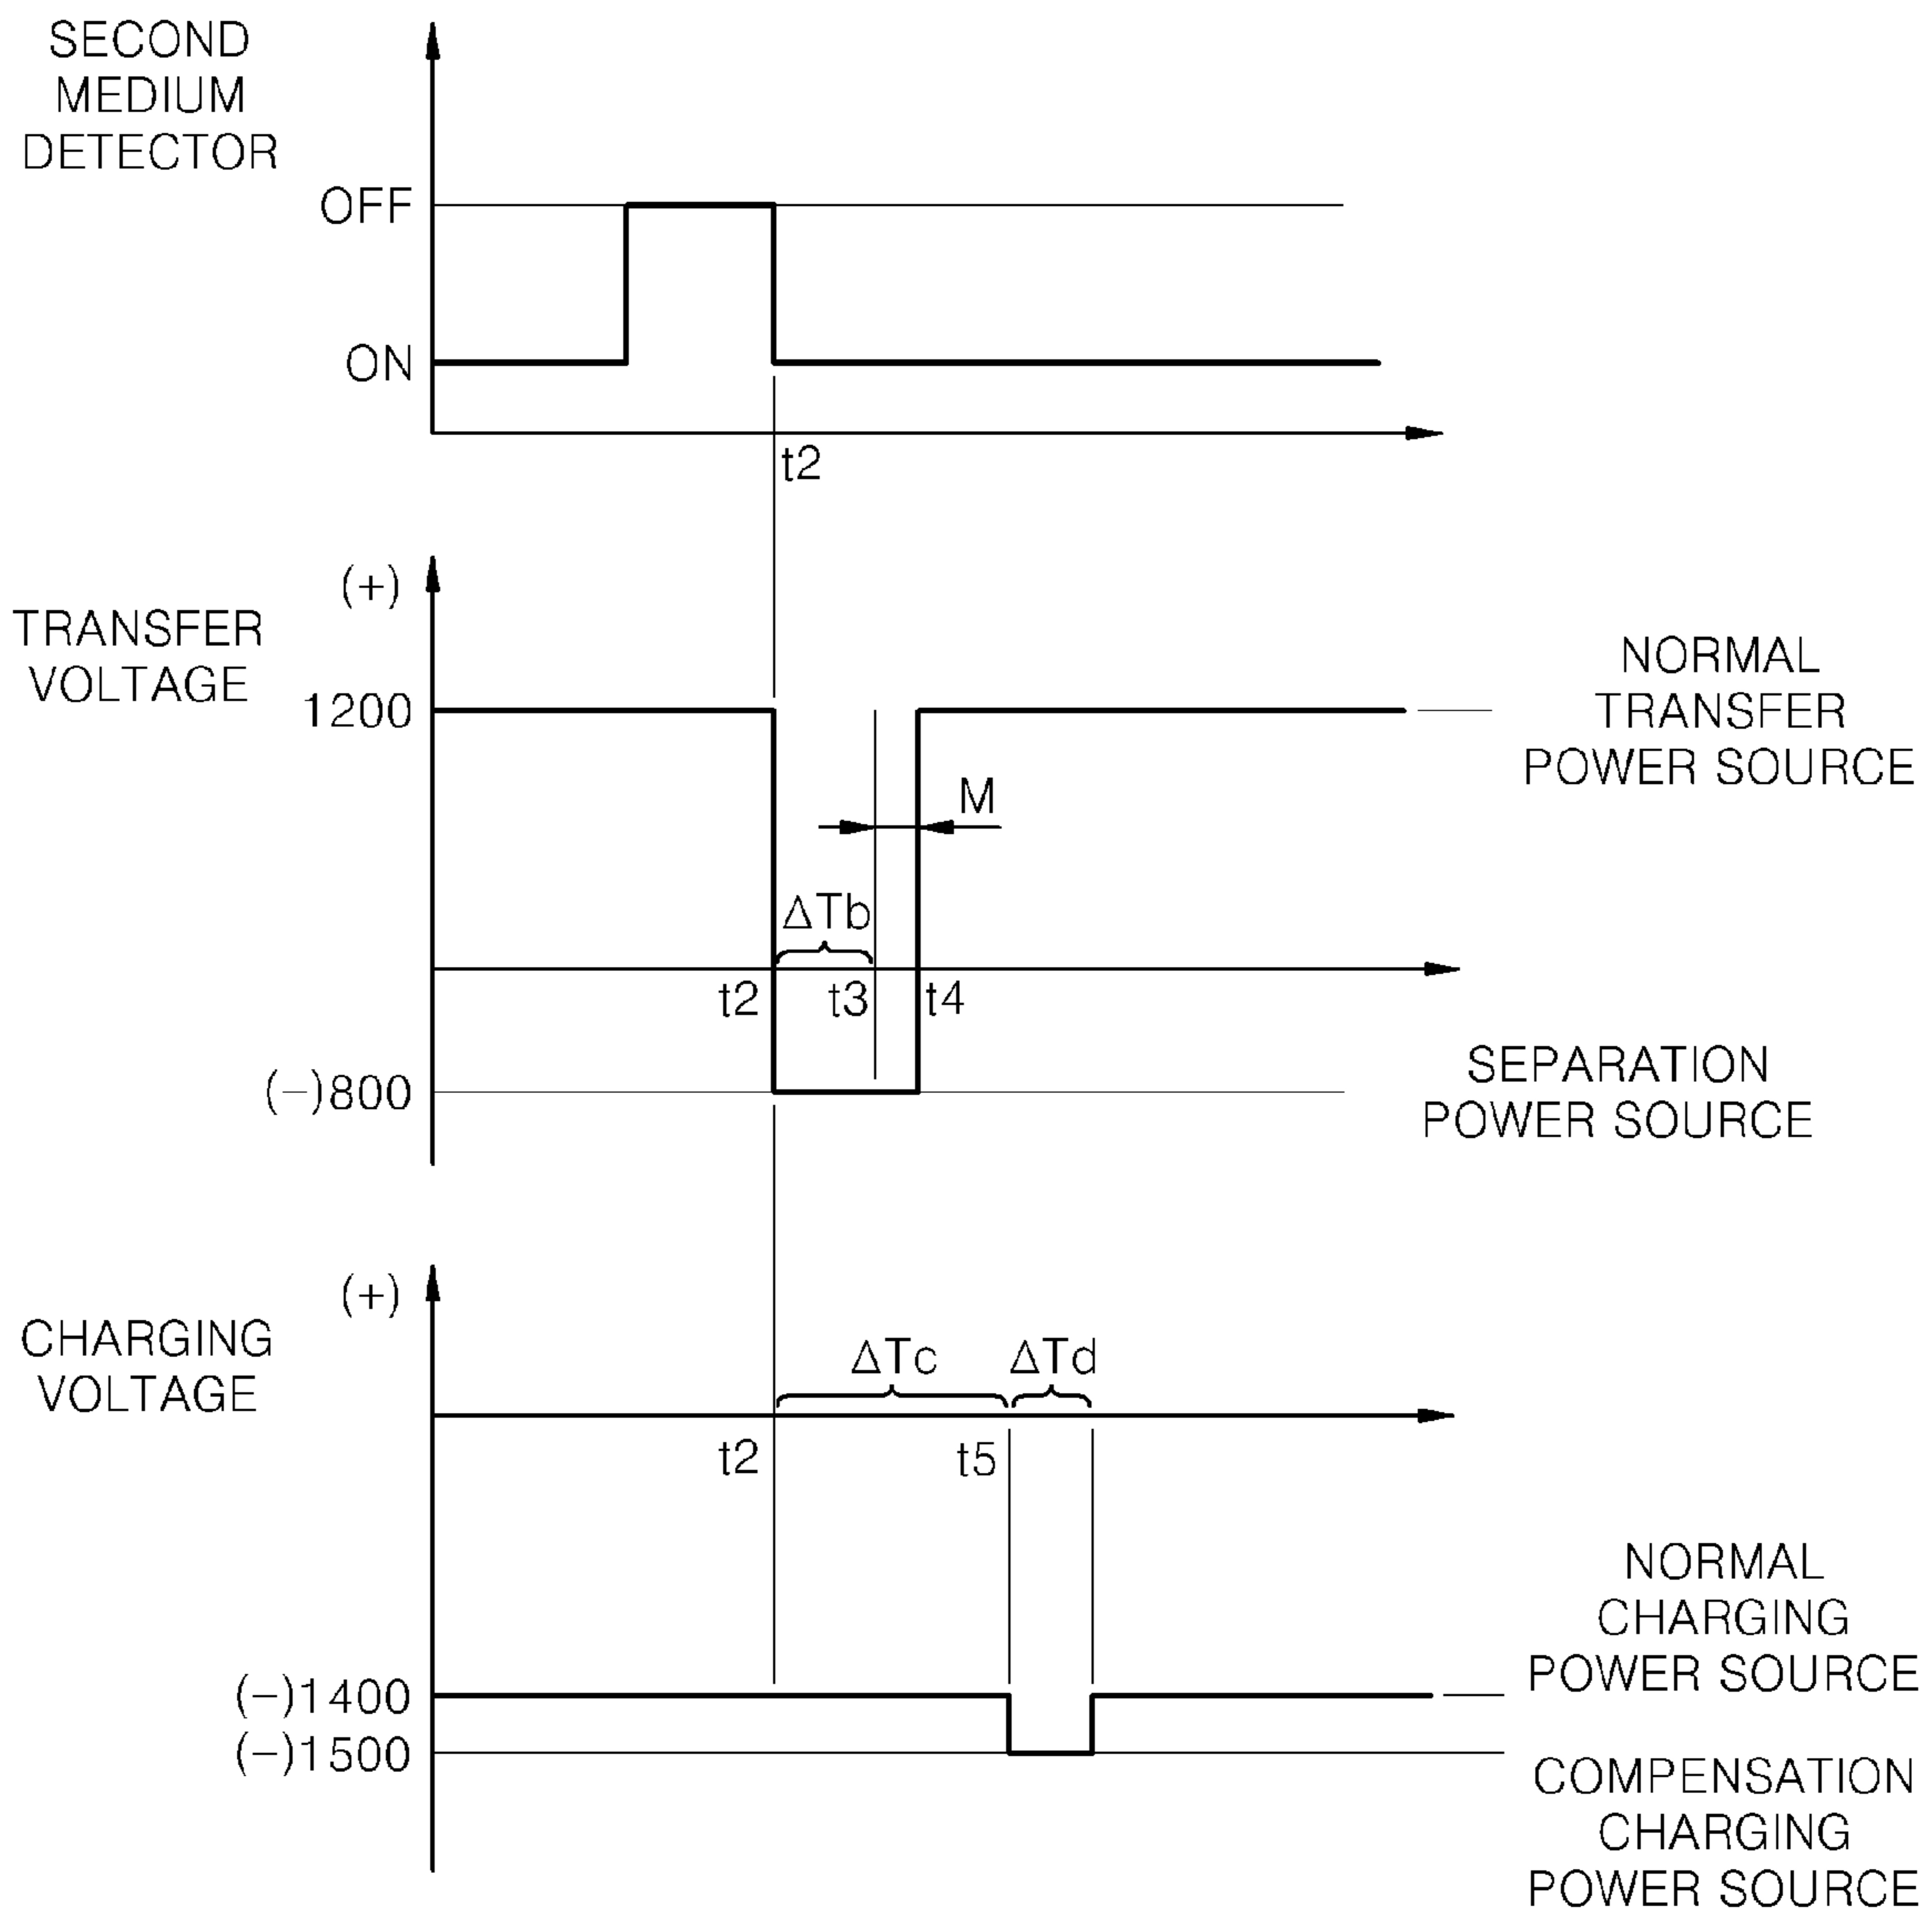 SECOND
MEDIUM
DETECTOR
OFF
ON
t2
(+)
TRANSFER
VOLTAGE
1200
NORMAL
TRANSFER
POWER SOURCE
M
ΔTb
t2
t3
t4
(−)800
SEPARATION
POWER SOURCE
(+)
CHARGING
VOLTAGE
ΔTc
ΔTd
t2
t5
NORMAL
CHARGING
POWER SOURCE
(−)1400
(−)1500
COMPENSATION
CHARGING
POWER SOURCE